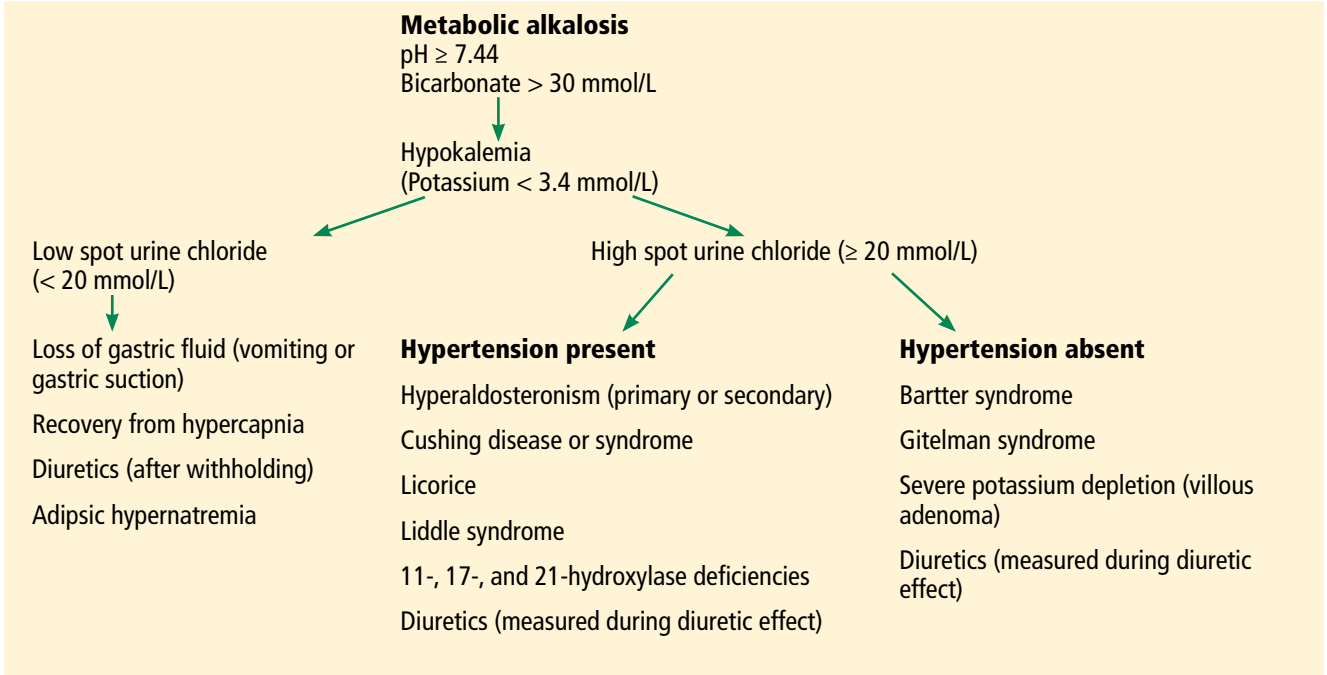 Metabolic alkalosis
pH ≥ 7.44
Bicarbonate > 30 mmol/L
Hypokalemia
(Potassium < 3.4 mmol/L)
Low spot urine chloride
(< 20 mmol/L)
High spot urine chloride (≥ 20 mmol/L)
Loss of gastric fluid (vomiting or
gastric suction)
Recovery from hypercapnia
Diuretics (after withholding)
Adipsic hypernatremia
Hypertension present
Hyperaldosteronism (primary or secondary)
Cushing disease or syndrome
Licorice
Liddle syndrome
11-, 17-, and 21-hydroxylase deficiencies
Diuretics (measured during diuretic effect)
Hypertension absent
Bartter syndrome
Gitelman syndrome
Severe potassium depletion (villous
adenoma)
Diuretics (measured during diuretic
effect)